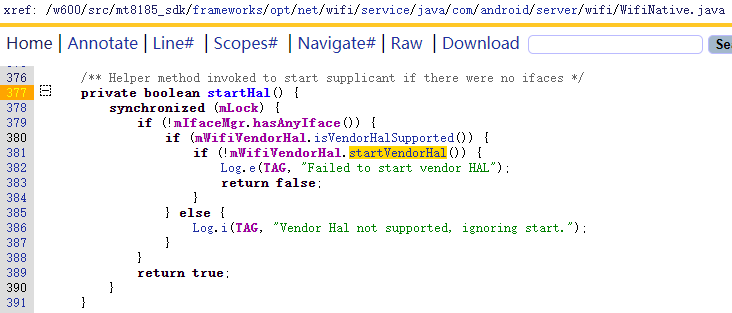 xref: /w600/src/mt8185_sdk/frameworks/opt/net/wifi/service/java/com/android/server/wifi/WifiNative.java
Home | Annotate | Line# | Scopes# | Navigate# | Raw | Download Se
376 /** Helper method invoked to start supplicant if there were no ifaces */
377 private boolean startHal() {
378 synchronized (mLock) {
379 if (!mIfaceMgr.hasAnyIface()) {
380 if (mWifiVendorHal.isVendorHalSupported()) {
381 if (!mWifiVendorHal.startVendorHal()) {
382 Log.e(TAG, "Failed to start vendor HAL");
383 return false;
384 }
385 } else {
386 Log.i(TAG, "Vendor Hal not supported, ignoring start.");
387 }
388 }
389 return true;
390 }
391 }